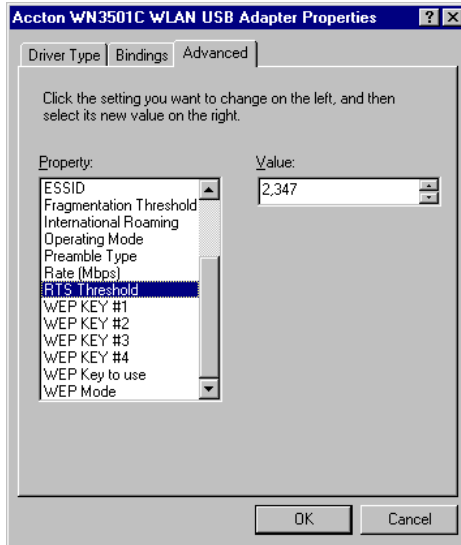 Accton WN3501C WLAN USB Adapter Properties
Driver Type Bindings Advanced
Click the setting you want to change on the left, and then
select its new value on the right.
Property:
ESSID
Fragmentation Threshold
International Roaming
Operating Mode
Preamble Type
Rate (Mbps)
RTS Threshold
WEP KEY #1
WEP KEY #2
WEP KEY #3
WEP KEY #4
WEP Key to use
WEP Mode
Value:
2,347
OK Cancel